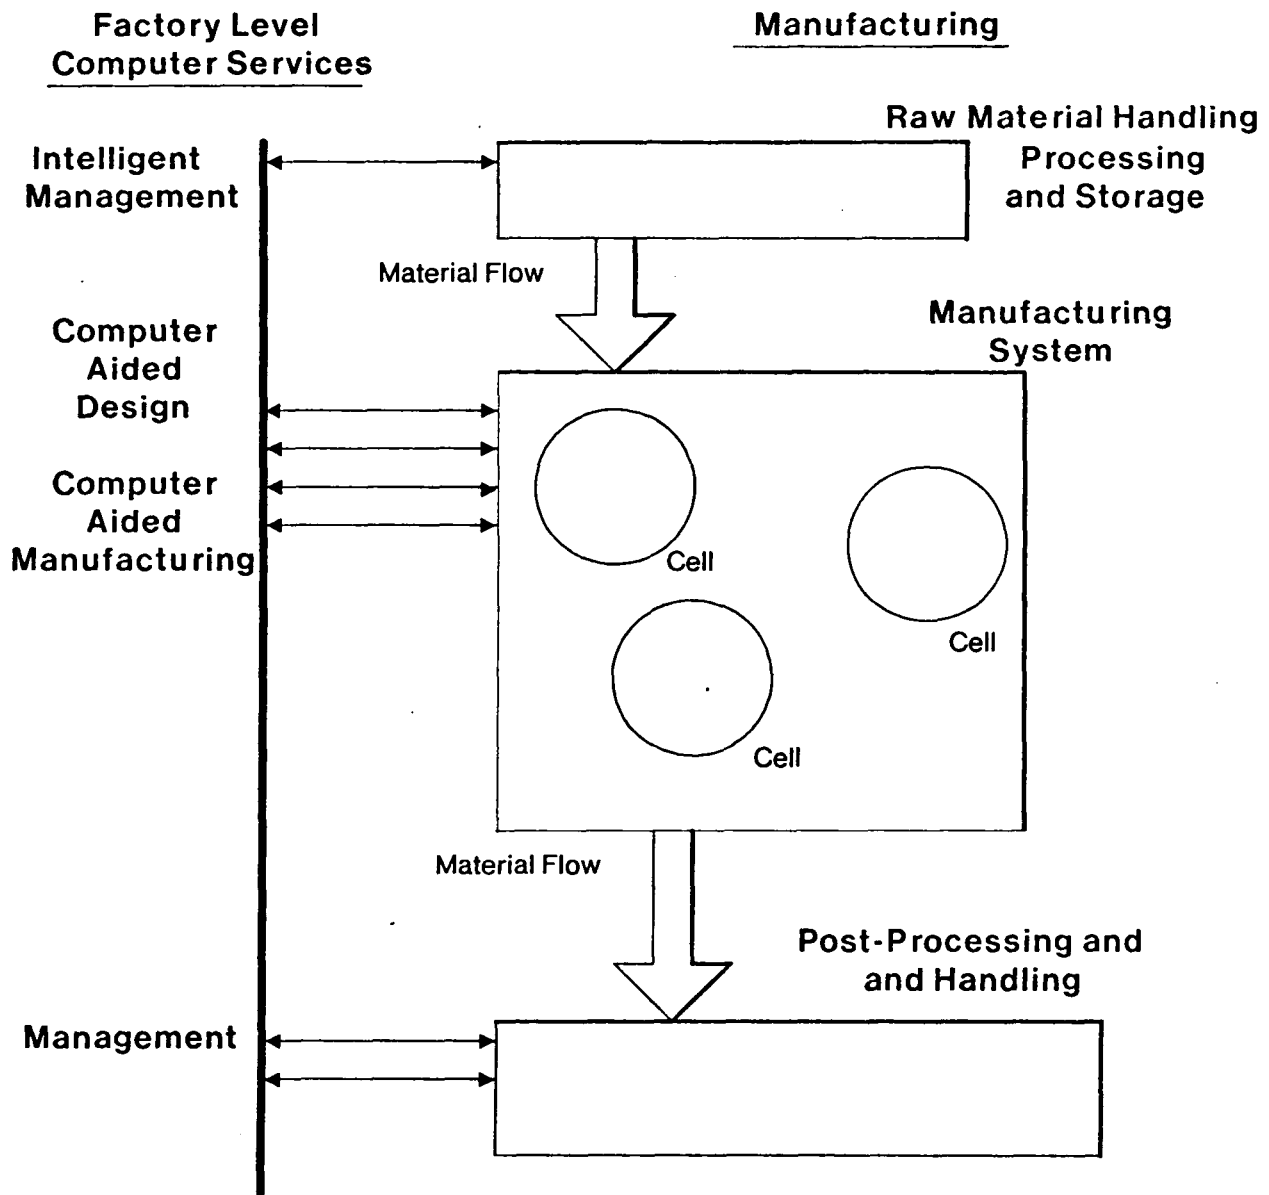 Factory Level
Computer Services
Manufacturing
Raw Material Handling
Processing
and Storage
Intelligent
Management
Material Flow
Manufacturing
System
Computer
Aided
Design
Computer
Aided
Manufacturing
Cell
Cell
Cell
Material Flow
Post-Processing and
and Handling
Management